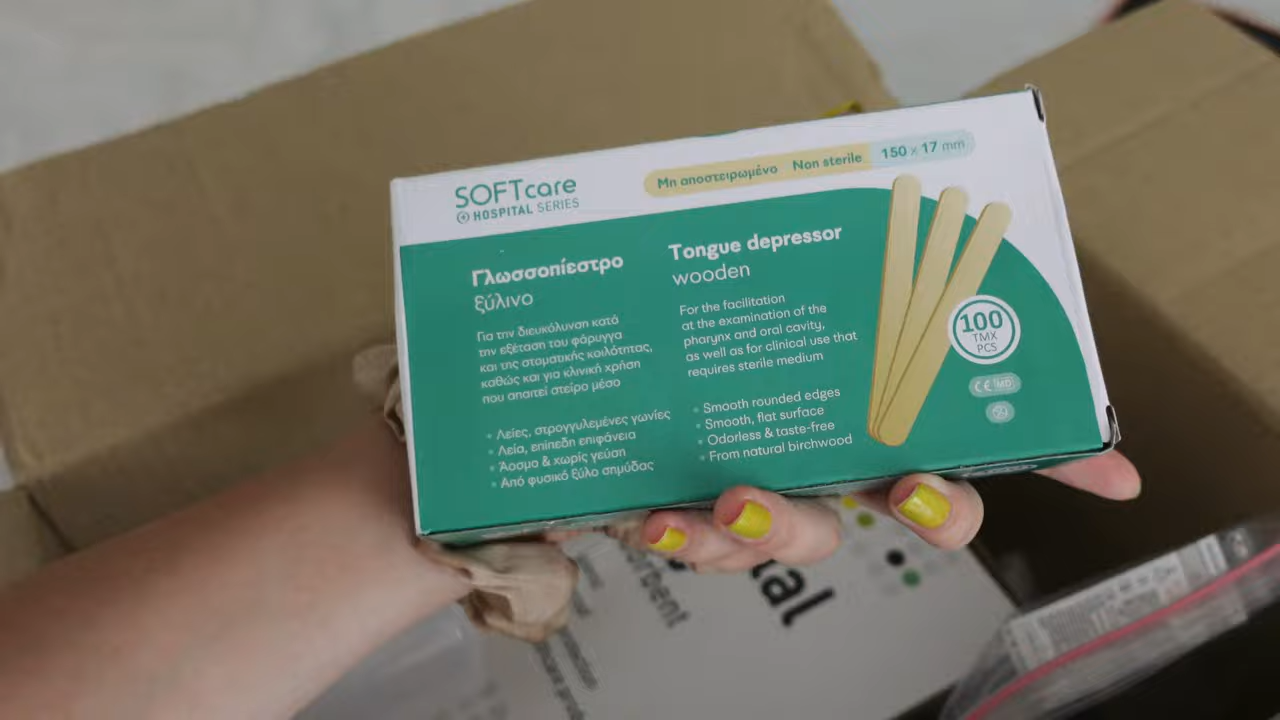 SOFTcare
HOSPITAL SERIES
Μη αποστειρωμένο Non sterile 150 x 17 mm
Γλωσσοπίεστρο
ξύλινο
Για την διευκόλυνση κατά
την εξέταση του φάρυγγα
και της στοματικής κοιλότητας,
καθώς και για κλινική χρήση
που απαιτεί στείρο μέσο
• Λείες, στρογγυλεμένες γωνίες
• Λεία, επίπεδη επιφάνεια
• Άοσμο & χωρίς γεύση
• Από φυσικό ξύλο σημύδας
Tongue depressor
wooden
For the facilitation
at the examination of the
pharynx and oral cavity,
as well as for clinical use that
requires sterile medium
• Smooth rounded edges
• Smooth, flat surface
• Odorless & taste-free
• From natural birchwood
100
ΤΜΧ
PCS
CE MD